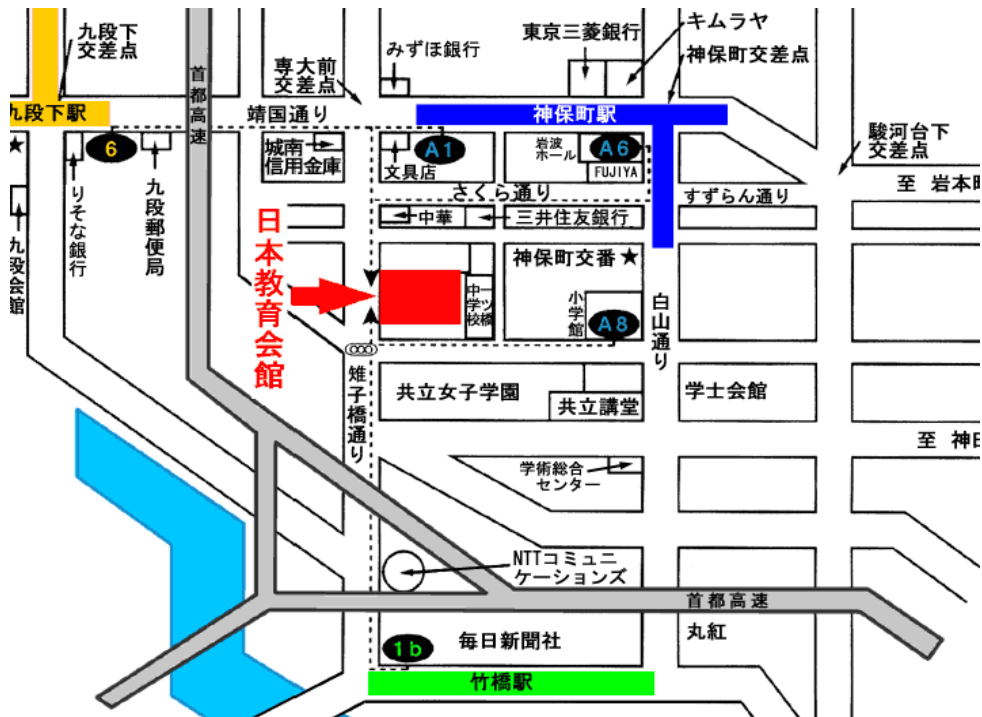 九段下
交差点
みずほ銀行
東京三菱銀行
キムラヤ
専大前
交差点
神保町交差点
首都高速
九段下駅
靖国通り
神保町駅
6
九段郵便局
りそな銀行
九段会館
城南
信用金庫
A1
文具店
岩波
ホール
A6
FUJIYA
駿河台下
交差点
至 岩本町
さくら通り
すずらん通り
中華
三井住友銀行
日本教育会館
一ツ橋
中学校
神保町交番★
小学館
A8
白山通り
雉子橋通り
共立女子学園
共立講堂
学士会館
至 神田
学術総合
センター
NTTコミュニ
ケーションズ
首都高速
丸紅
1b
毎日新聞社
竹橋駅